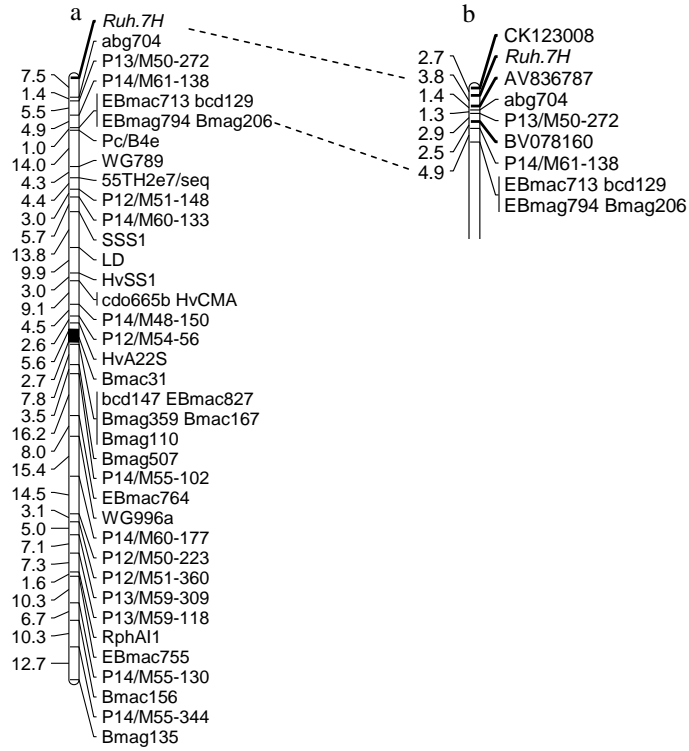 a
Ruh.7H
abg704
P13/M50-272
P14/M61-138
EBmac713 bcd129
EBmag794 Bmag206
Pc/B4e
WG789
55TH2e7/seq
P12/M51-148
P14/M60-133
SSS1
LD
HvSS1
cdo665b HvCMA
P14/M48-150
P12/M54-56
HvA22S
Bmac31
bcd147 EBmac827
Bmag359 Bmac167
Bmag110
Bmag507
P14/M55-102
EBmac764
WG996a
P14/M60-177
P12/M50-223
P12/M51-360
P13/M59-309
P13/M59-118
RphAI1
EBmac755
P14/M55-130
Bmac156
P14/M55-344
Bmag135
7.5
1.4
5.5
4.9
1.0
14.0
4.3
4.4
3.0
5.7
13.8
9.9
3.0
9.1
4.5
2.6
5.6
2.7
7.8
3.5
16.2
8.0
15.4
14.5
3.1
5.0
7.1
7.3
1.6
10.3
6.7
10.3
12.7
b
CK123008
Ruh.7H
AV836787
abg704
P13/M50-272
BV078160
P14/M61-138
EBmac713 bcd129
EBmag794 Bmag206
2.7
3.8
1.4
1.3
2.9
2.5
4.9